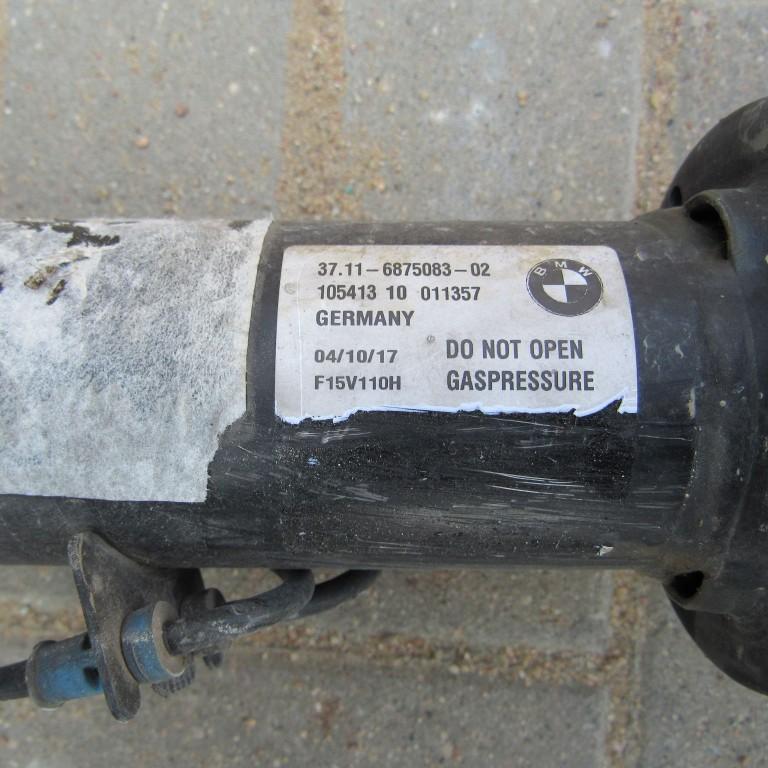 37.11-6875083-02
105413 10 011357
GERMANY
04/10/17 DO NOT OPEN
F15V110H GASPRESSURE
BMW